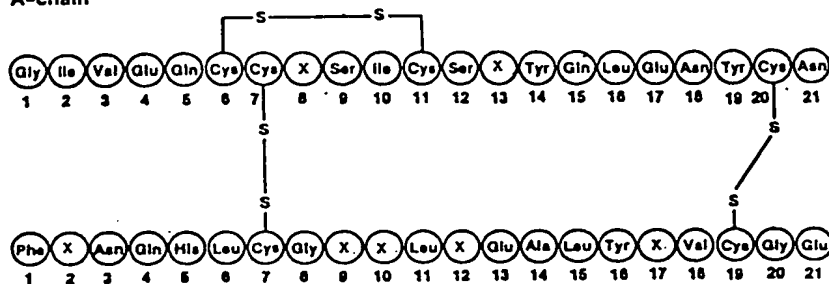 A-chain
S S
Gly Ile Val Glu Gln Cys Cys X Ser Ile Cys Ser X Tyr Gln Leu Glu Asn Tyr Cys Asn
1 2 3 4 5 6 7 8 9 10 11 12 13 14 15 16 17 18 19 20 21
S S
S S
Phe X Asn Gln His Leu Cys Gly X X Leu X Glu Ala Leu Tyr X Val Cys Gly Glu
1 2 3 4 5 6 7 8 9 10 11 12 13 14 15 16 17 18 19 20 21